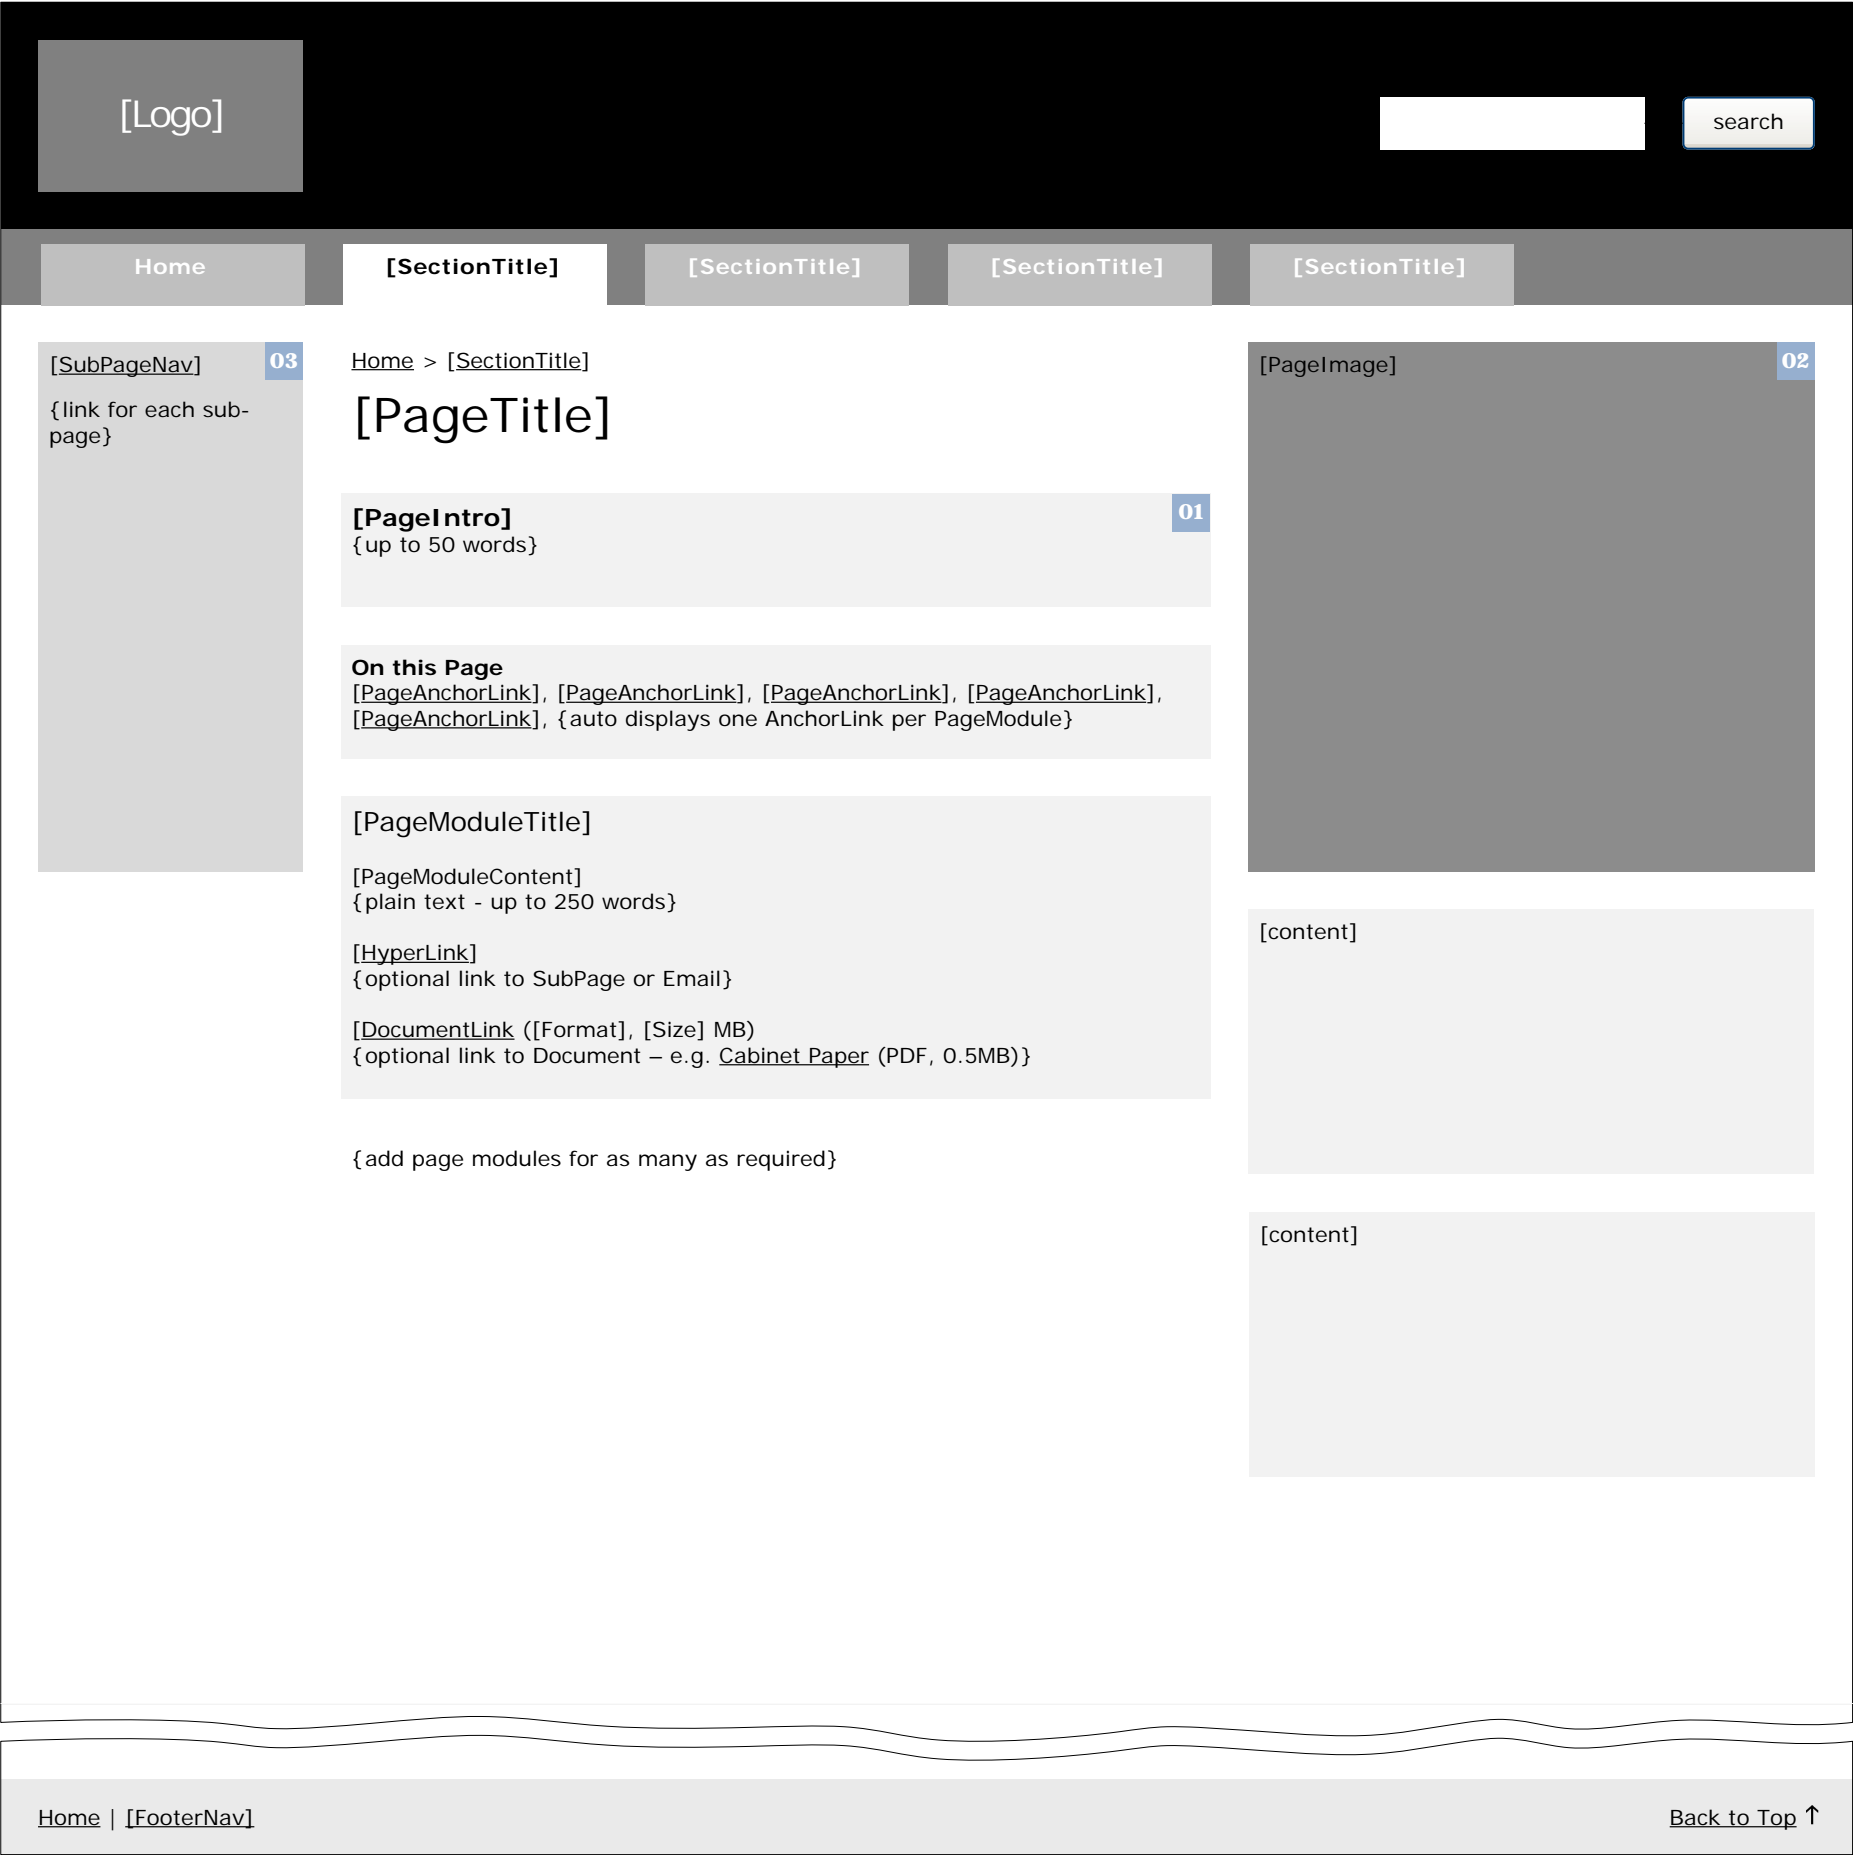 [Logo]
search
Home
[SectionTitle]
[SectionTitle]
[SectionTitle]
[SectionTitle]
[SubPageNav]
03
{link for each sub-
page}
Home > [SectionTitle]
[PageTitle]
[PageIntro]
01
{up to 50 words}
On this Page
[PageAnchorLink], [PageAnchorLink], [PageAnchorLink], [PageAnchorLink],
[PageAnchorLink], {auto displays one AnchorLink per PageModule}
[PageModuleTitle]
[PageModuleContent]
{plain text - up to 250 words}
[HyperLink]
{optional link to SubPage or Email}
[DocumentLink ([Format], [Size] MB)
{optional link to Document – e.g. Cabinet Paper (PDF, 0.5MB)}
{add page modules for as many as required}
[PageImage]
02
[content]
[content]
Home | [FooterNav]
Back to Top ↑